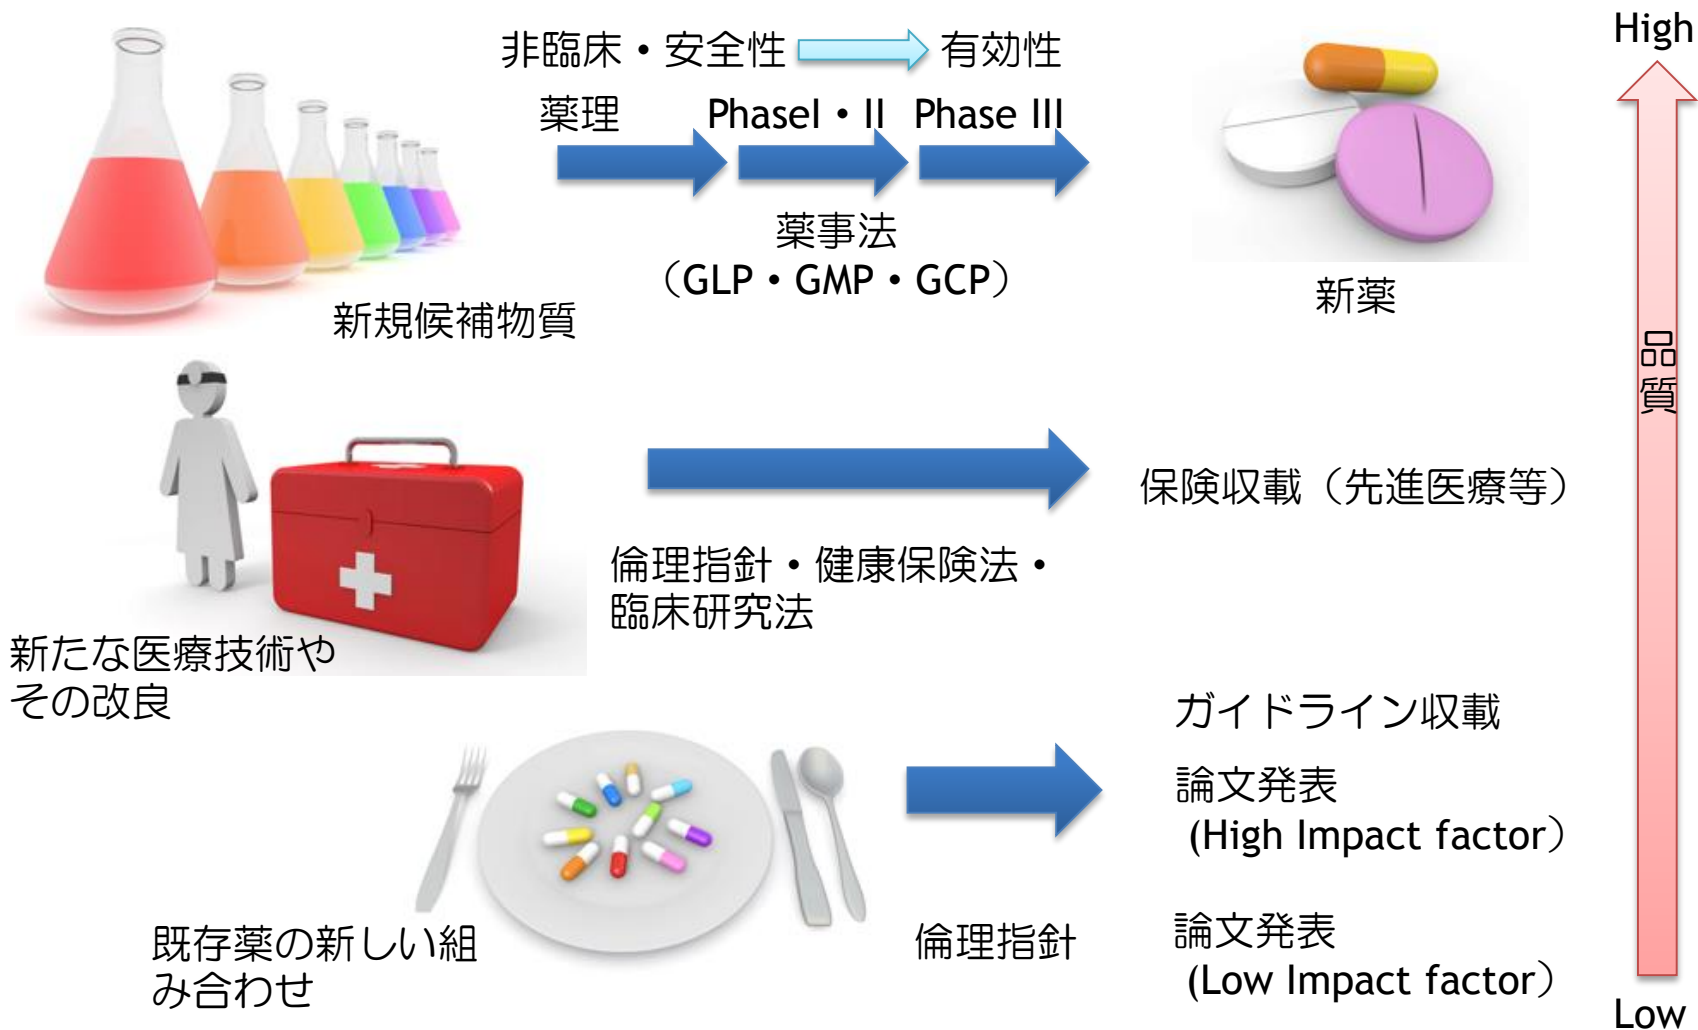 非臨床・安全性 有効性
薬理 PhaseI・II Phase III
薬事法
（GLP・GMP・GCP）
新規候補物質
新薬
High
品質
保険収載（先進医療等）
倫理指針・健康保険法・
臨床研究法
新たな医療技術や
その改良
ガイドライン収載
論文発表
(High Impact factor）
既存薬の新しい組
み合わせ
倫理指針
論文発表
(Low Impact factor）
Low